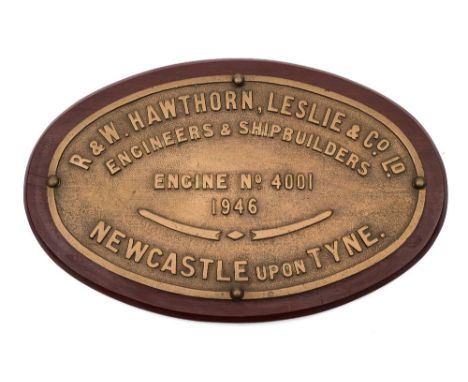 R & W. HAWTHORN, LESLIE & CO LD.
ENGINEERS & SHIPBUILDERS
ENGINE NO 4001
1946
NEWCASTLE UPON TYNE.